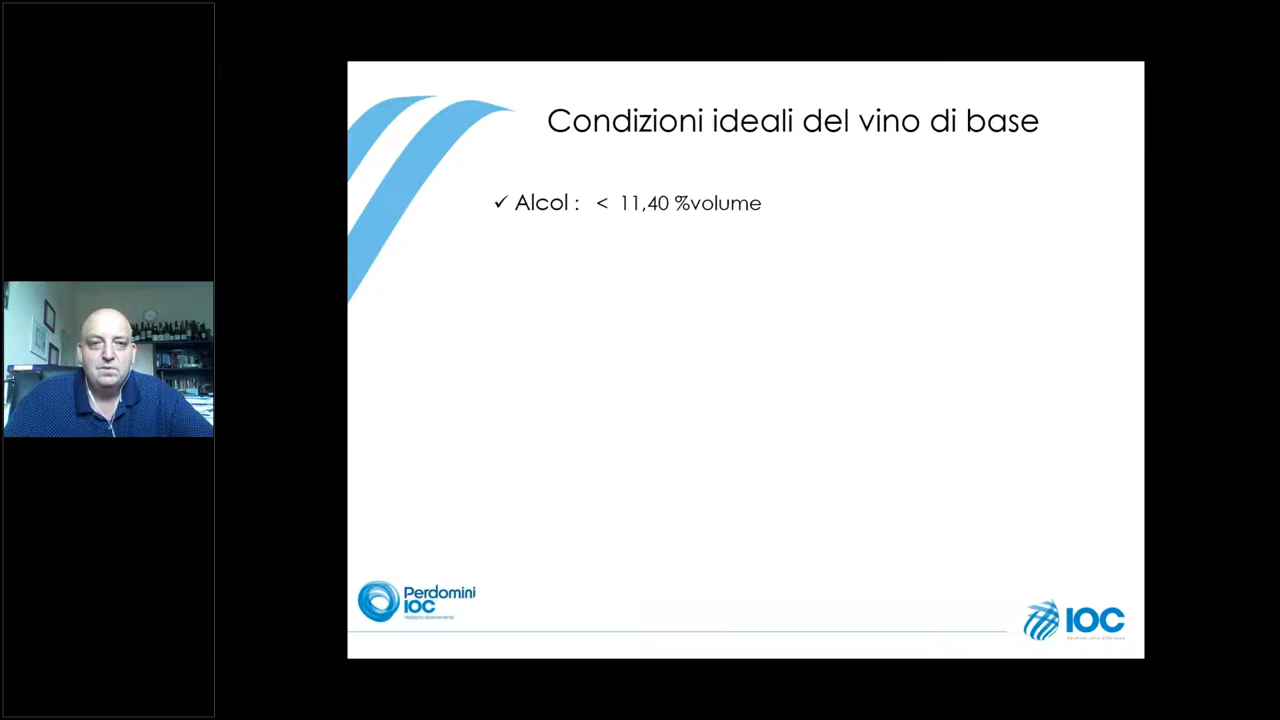 Condizioni ideali del vino di base
✓ Alcol : < 11,40 %volume
Perdomini
IOC
IOC